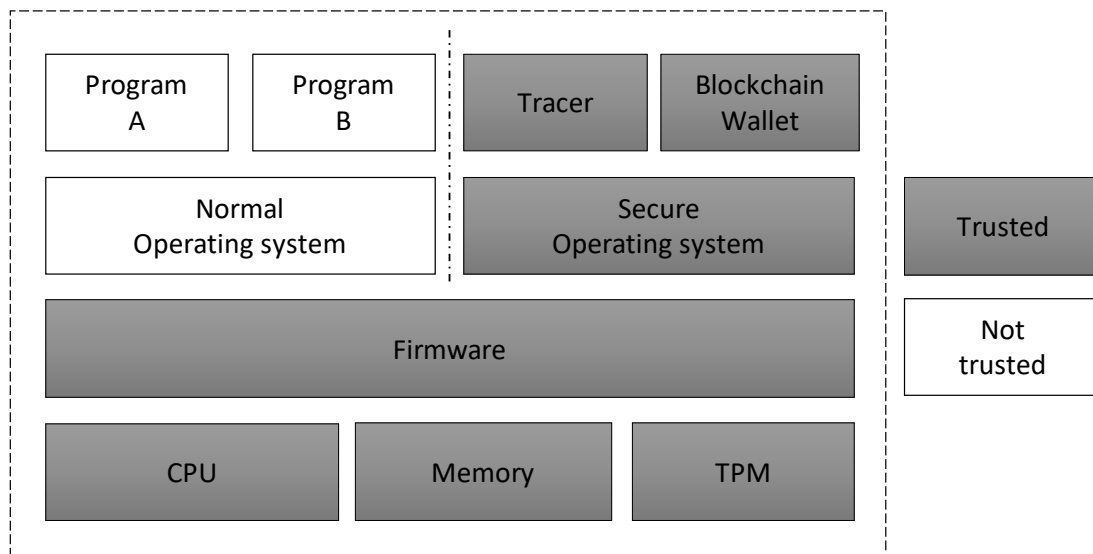 Program
A
Program
B
Tracer
Blockchain
Wallet
Normal
Operating system
Secure
Operating system
Trusted
Not
trusted
Firmware
CPU
Memory
TPM